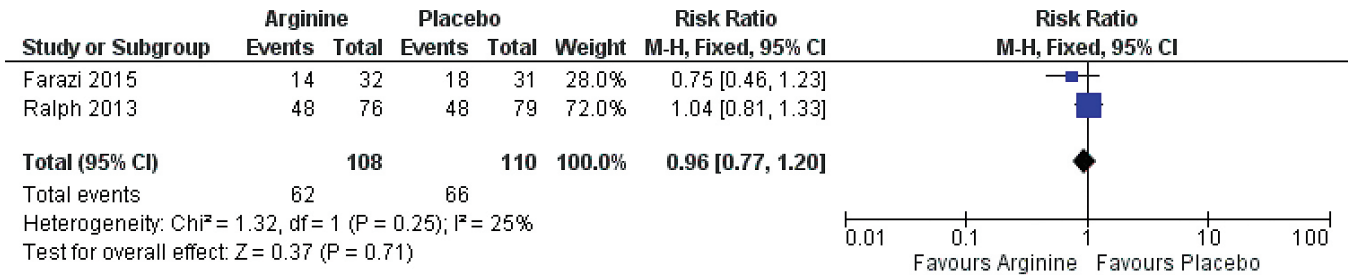 Arginine Placebo Risk Ratio Risk Ratio
Study or Subgroup Events Total Events Total Weight M-H, Fixed, 95% CI M-H, Fixed, 95% CI
Farazi 2015 14 32 18 31 28.0% 0.75 [0.46, 1.23]
Ralph 2013 48 76 48 79 72.0% 1.04 [0.81, 1.33]
Total (95% CI) 108 110 100.0% 0.96 [0.77, 1.20]
Total events 62 66
Heterogeneity: Chi² = 1.32, df = 1 (P = 0.25); I² = 25%
Test for overall effect: Z = 0.37 (P = 0.71)
0.01 0.1 1 10 100
Favours Arginine Favours Placebo